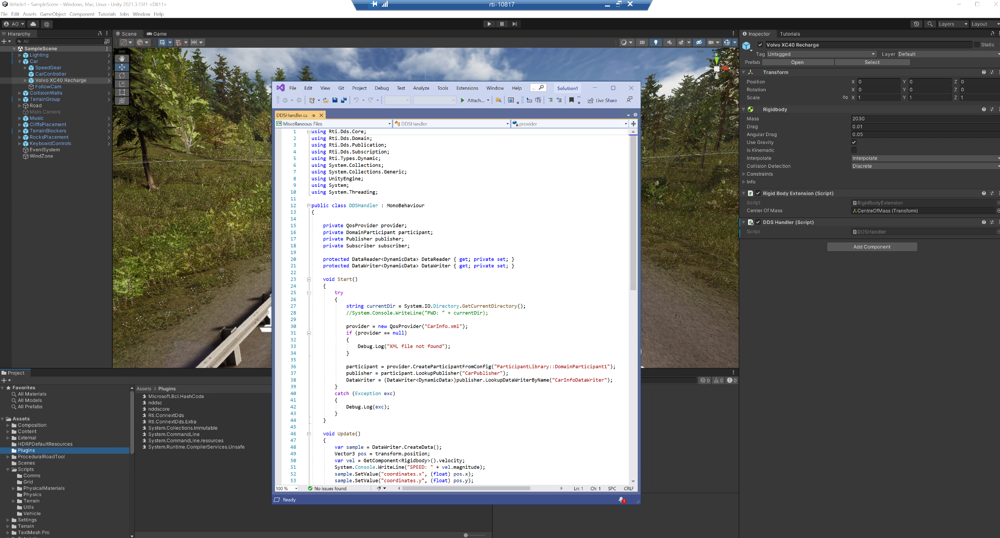 Vehicle1 - SampleScene - Windows, Mac, Linux - Unity 2021.3.15f1 <DX11>
rti-10817
File Edit Assets GameObject Component Tutorials Jobs Window Help
AO
Layers
Layout
Hierarchy
All
SampleScene
Lighting
Car
SpeedGear
CarController
Volvo XC40 Recharge
FollowCam
CollisionWalls
TerrainGroup
Road
Main Camera
Music
CliffsPlacement
TerrainBlockers
RocksPlacement
KeyboardControls
EventSystem
WindZone
Scene
Game
2D
y
Persp
File Edit View Git Project Debug Test Analyze Tools Extensions Window Help
...
Solution1
Attach...
Live Share
DDSHandler.cs
Miscellaneous Files
DDSHandler
provider
1 using Rti.Dds.Core;
2 using Rti.Dds.Domain;
3 using Rti.Dds.Publication;
4 using Rti.Dds.Subscription;
5 using Rti.Types.Dynamic;
6 using System.Collections;
7 using System.Collections.Generic;
8 using UnityEngine;
9 using System;
10 using System.Threading;
11
12 public class DDSHandler : MonoBehaviour
13 {
14
15 private QosProvider provider;
16 private DomainParticipant participant;
17 private Publisher publisher;
18 private Subscriber subscriber;
19
20 protected DataReader<DynamicData> DataReader { get; private set; }
21 protected DataWriter<DynamicData> DataWriter { get; private set; }
22
23 void Start()
24 {
25 try
26 {
27 string currentDir = System.IO.Directory.GetCurrentDirectory();
28 //System.Console.WriteLine("PWD: " + currentDir);
29
30 provider = new QosProvider("CarInfo.xml");
31 if (provider == null)
32 {
33 Debug.Log("XML file not found");
34 }
35
36 participant = provider.CreateParticipantFromConfig("ParticipantLibrary::DomainParticipant1");
37 publisher = participant.LookupPublisher("CarPublisher");
38 DataWriter = (DataWriter<DynamicData>)publisher.LookupDataWriterByName("CarInfoDataWriter");
39 }
40 catch (Exception exc)
41 {
42 Debug.Log(exc);
43 }
44 }
45
46 void Update()
47 {
48 var sample = DataWriter.CreateData();
49 Vector3 pos = transform.position;
50 var vel = GetComponent<Rigidbody>().velocity;
51 System.Console.WriteLine("SPEED: " + vel.magnitude);
52 sample.SetValue("coordinates.x", (float) pos.x);
53 sample.SetValue("coordinates.y", (float) pos.y);
100 %
No issues found
Ln: 1 Ch: 1 SPC CRLF
Ready
1
Inspector
Tutorials
Volvo XC40 Recharge
Static
Tag Untagged
Layer Default
Prefab Open Select
Transform
Position X 0 Y 0 Z 0
Rotation X 0 Y 0 Z 0
Scale X 1 Y 1 Z 1
Rigidbody
Mass 2030
Drag 0.01
Angular Drag 0.05
Use Gravity
Is Kinematic
Interpolate Interpolate
Collision Detection Discrete
Constraints
Info
Rigid Body Extension (Script)
Script RigidBodyExtension
Center Of Mass CentreOfMass (Transform)
DDS Handler (Script)
Script DDSHandler
Add Component
Project
0 0 0
Favorites
All Materials
All Models
All Prefabs
Assets
Composition
Content
External
HDRPDefaultResources
Plugins
ProceduralRoadTool
Scenes
Scripts
Comms
Grid
PhysicalMaterials
Physics
Terrain
Utils
Vehicle
Settings
Terrain
TextMesh Pro
Assets > Plugins
Microsoft.Bcl.HashCode
nddsc
nddscore
Rti.ConnextDds
Rti.ConnextDds.Extra
System.Collections.Immutable
System.CommandLine
System.CommandLine.resources
System.Runtime.CompilerServices.Unsafe